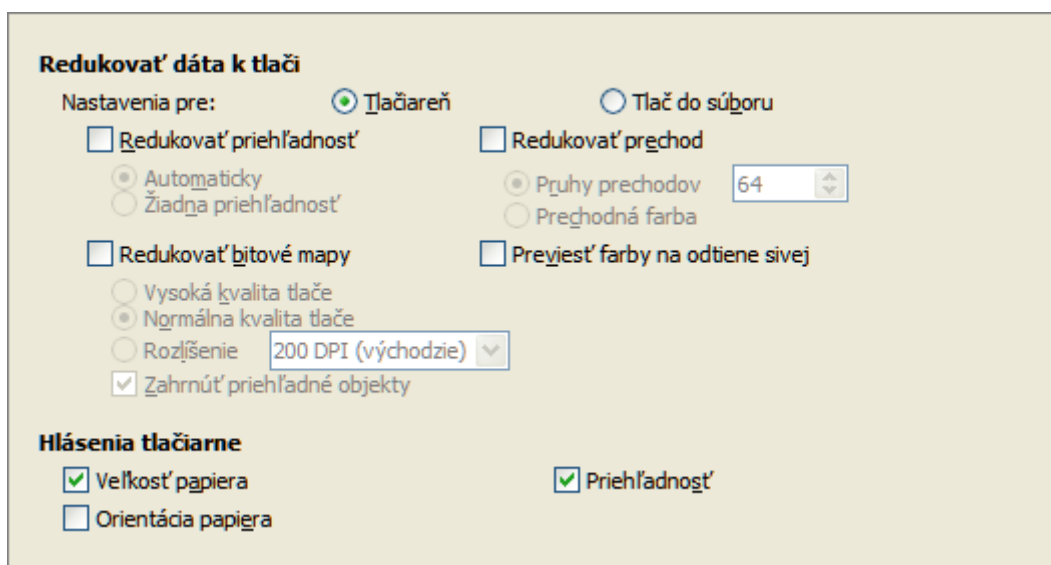 Redukovať dáta k tlači
Nastavenia pre: Tlačiareň Tlač do súboru
Redukovať priehľadnosť Redukovať prechod
Automaticky Pruhy prechodov 64
Žiadna priehľadnosť Prechodná farba
Redukovať bitové mapy Previesť farby na odtiene sivej
Vysoká kvalita tlače
Normálna kvalita tlače
Rozlíšenie 200 DPI (východzie)
Zahrnúť priehľadné objekty
Hlásenia tlačiarne
Veľkosť papiera Priehľadnosť
Orientácia papiera